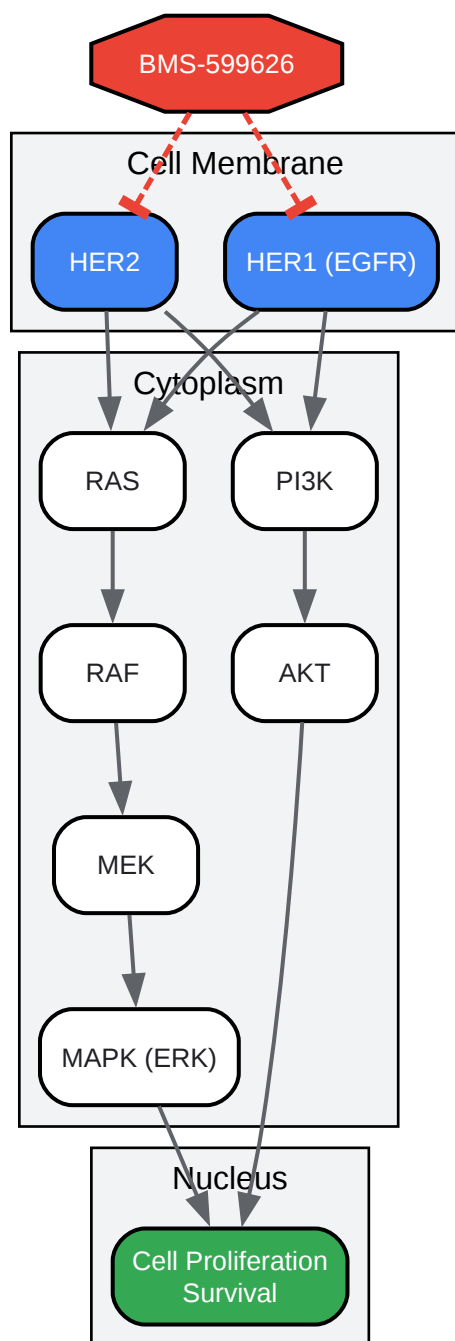 BMS-599626
Cell Membrane
HER2
HER1 (EGFR)
Cytoplasm
RAS
PI3K
RAF
AKT
MEK
MAPK (ERK)
Nucleus
Cell Proliferation
Survival